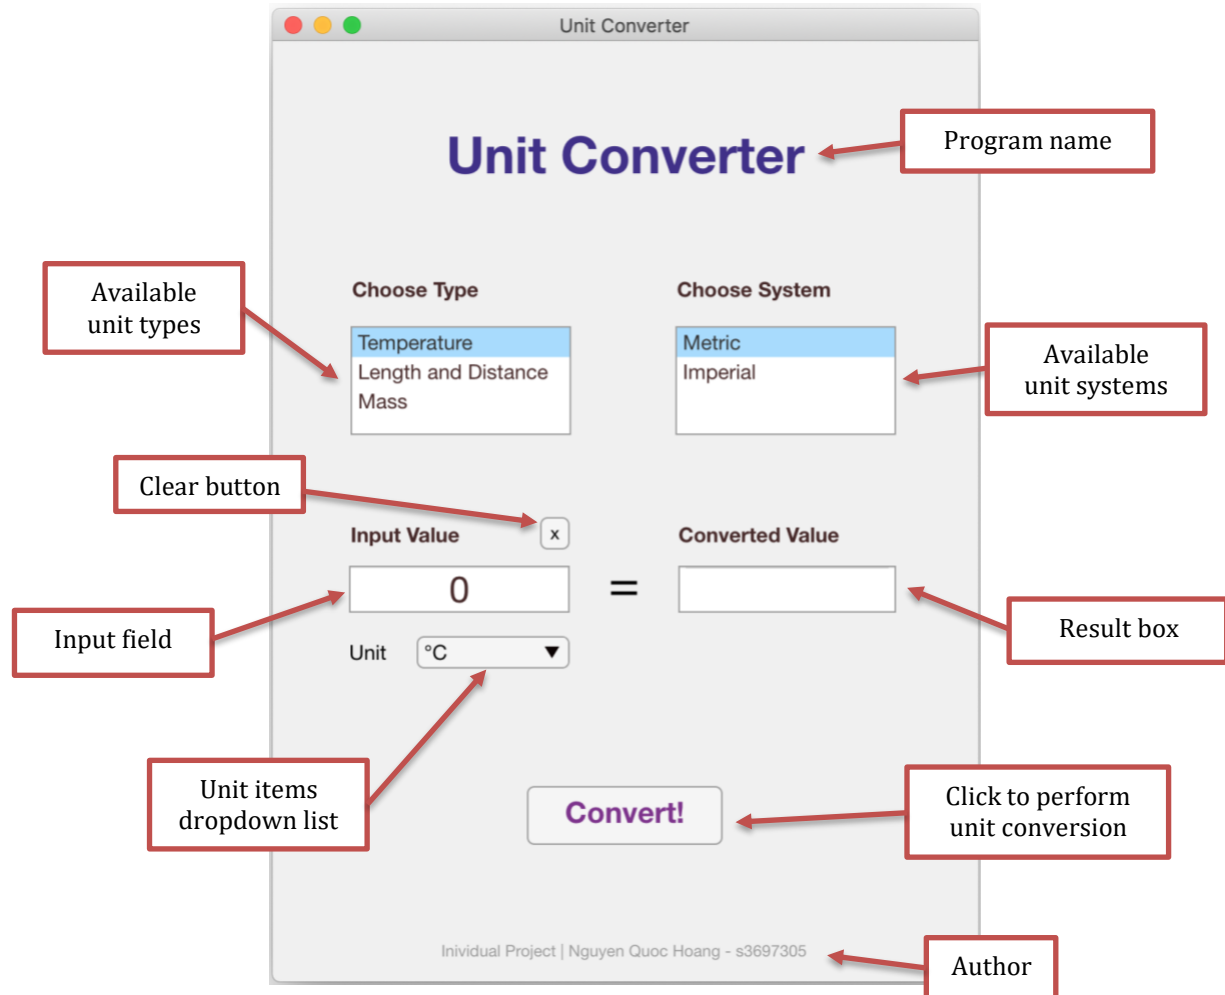 Unit Converter
Unit Converter
Program name
Available
unit types
Choose Type
Choose System
Temperature
Length and Distance
Mass
Metric
Imperial
Available
unit systems
Clear button
Input Value
x
Converted Value
Input field
0
=
Result box
Unit
°C
▼
Unit items
dropdown list
Convert!
Click to perform
unit conversion
Inividual Project | Nguyen Quoc Hoang - s3697305
Author